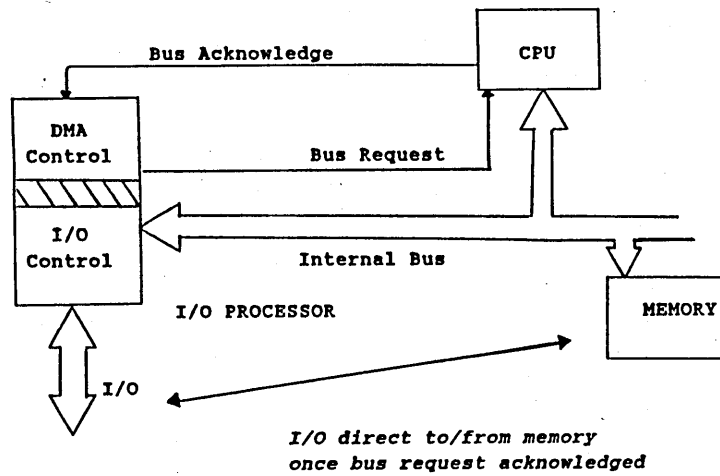 Bus Acknowledge
CPU
DMA
Control
Bus Request
I/O
Control
Internal Bus
I/O PROCESSOR
MEMORY
I/O
I/O direct to/from memory
once bus request acknowledged